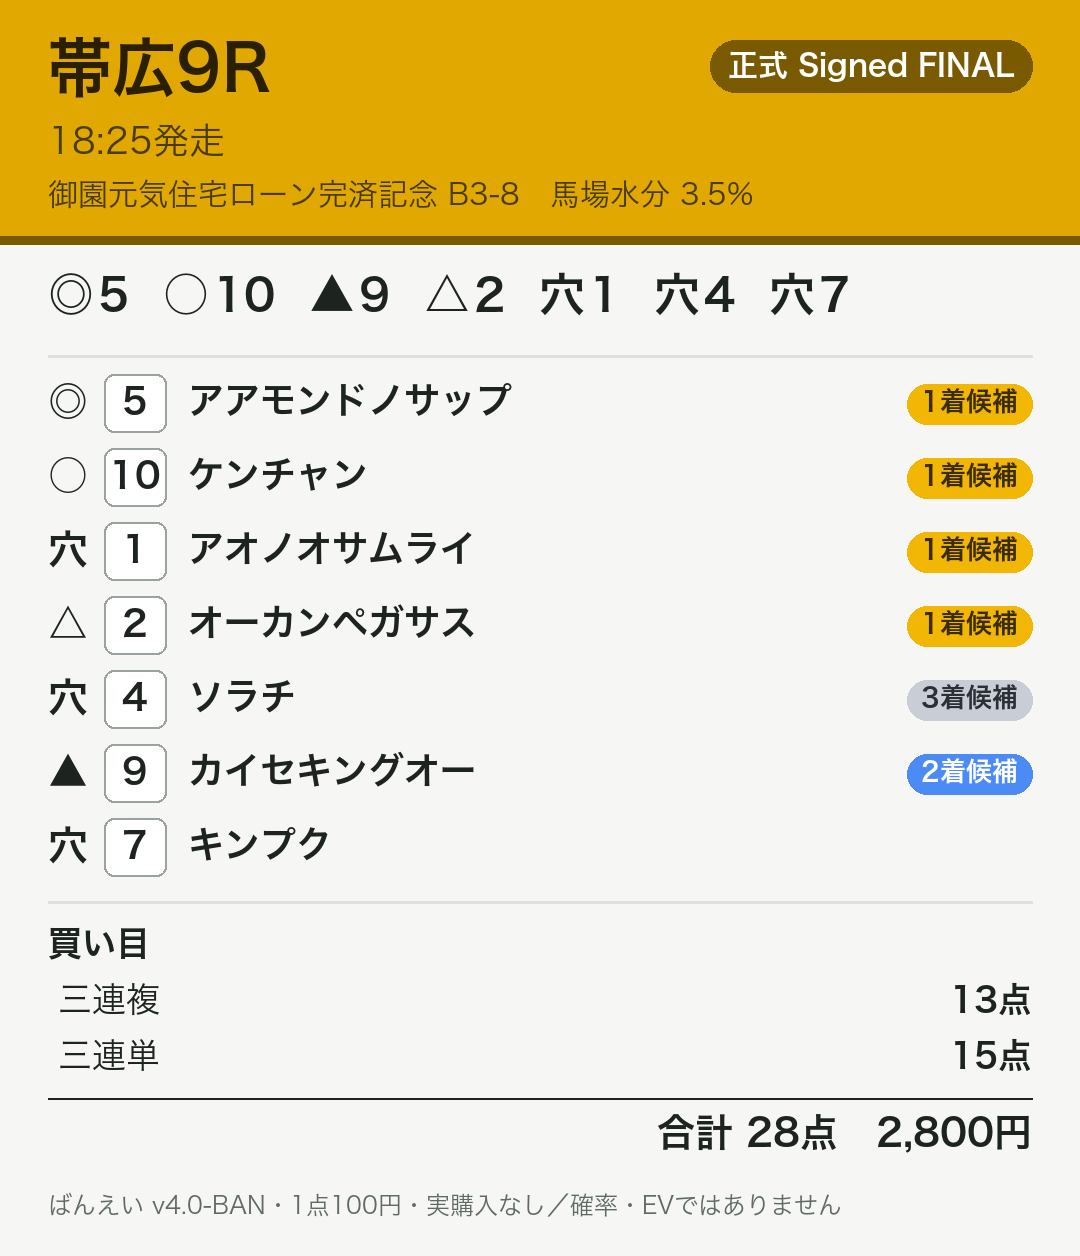 帯広9R 正式 Signed FINAL
18:25発走
御園元気住宅ローン完済記念 B3-8 馬場水分 3.5%
◎5 ○10 ▲9 △2 穴1 穴4 穴7
◎ 5 アアモンドノサップ 1着候補
○ 10 ケンチャン 1着候補
穴 1 アオノオサムライ 1着候補
△ 2 オーカンペガサス 1着候補
穴 4 ソラチ 3着候補
▲ 9 カイセキングオー 2着候補
穴 7 キンプク
買い目
三連複 13点
三連単 15点
合計 28点 2,800円
ばんえい v4.0-BAN・1点100円・実購入なし／確率・EVではありません